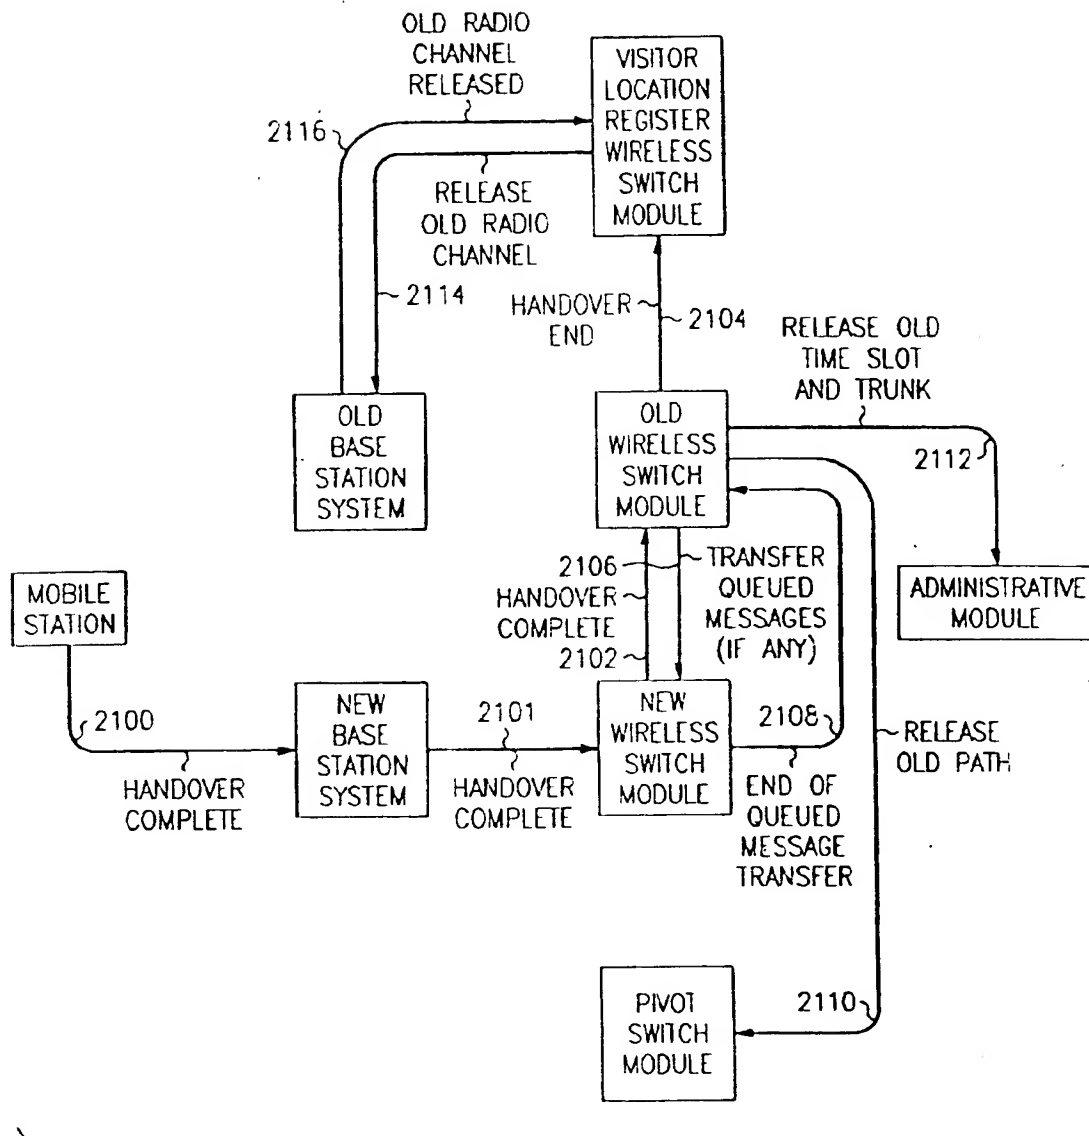 OLD RADIO
CHANNEL
RELEASED
2116
VISITOR
LOCATION
REGISTER
WIRELESS
SWITCH
MODULE
RELEASE
OLD RADIO
CHANNEL
2114
HANDOVER
END
2104
RELEASE OLD
TIME SLOT
AND TRUNK
2112
OLD
BASE
STATION
SYSTEM
OLD
WIRELESS
SWITCH
MODULE
ADMINISTRATIVE
MODULE
MOBILE
STATION
2106
HANDOVER
COMPLETE
2102
TRANSFER
QUEUED
MESSAGES
(IF ANY)
2100
HANDOVER
COMPLETE
NEW
BASE
STATION
SYSTEM
2101
HANDOVER
COMPLETE
NEW
WIRELESS
SWITCH
MODULE
2108
END OF
QUEUED
MESSAGE
TRANSFER
RELEASE
OLD PATH
2110
PIVOT
SWITCH
MODULE